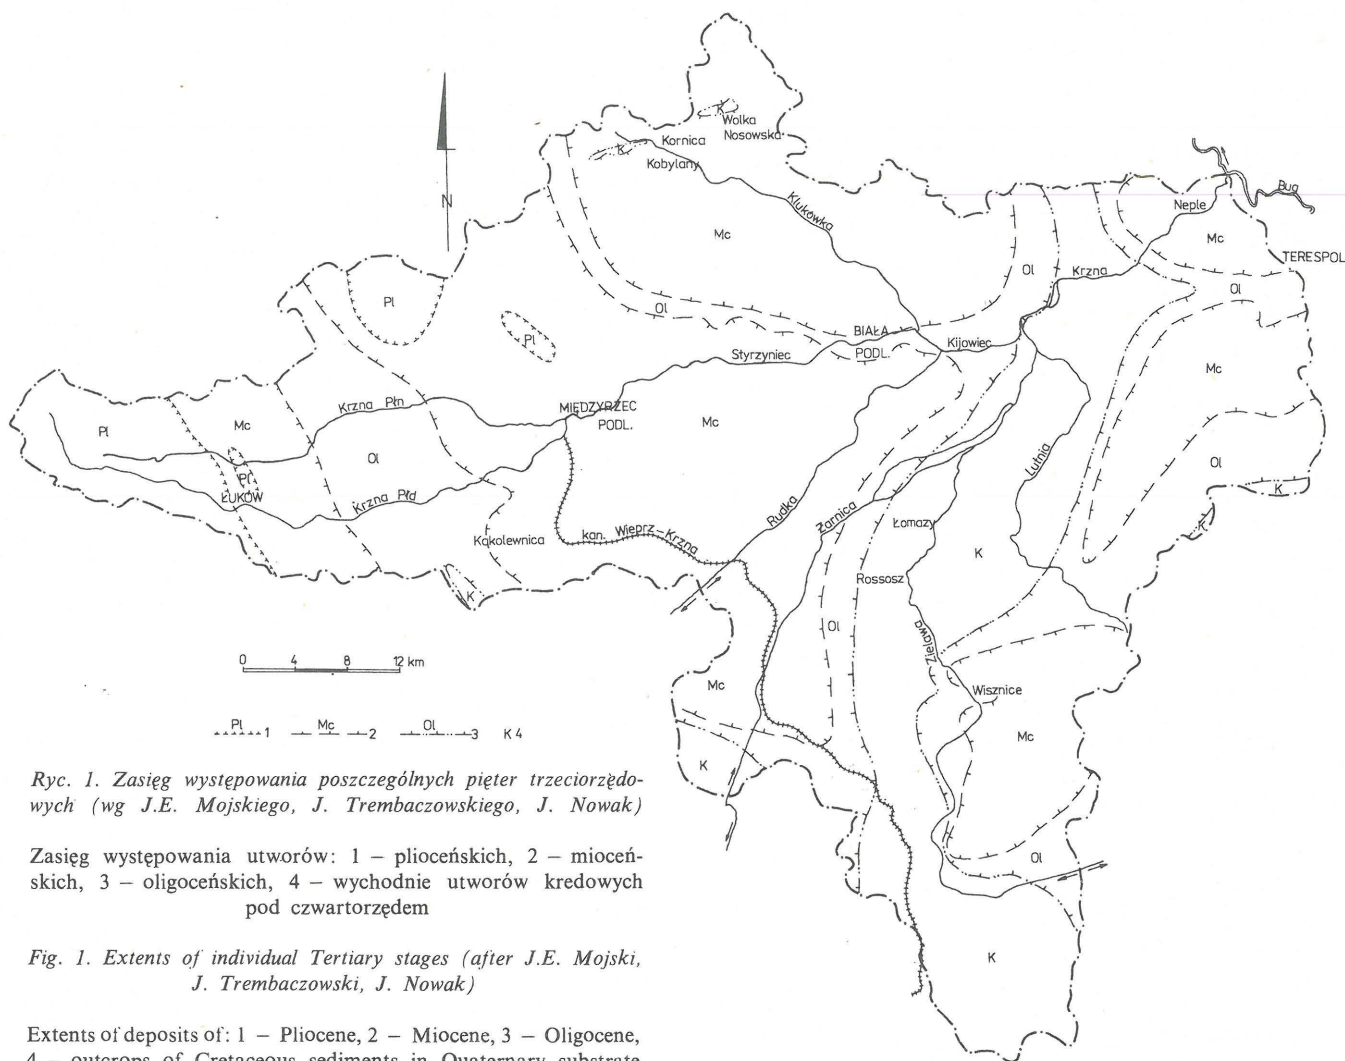 K
Wolka
Nosowska
Kornica
K
Kobylany
Bug
N
Klukówka
Neple
Mc
Mc
TERESPOL
Ol
Krzna
Ol
Pl
Ol
BIAŁA
PODL.
Kijowiec
Pl
Styrzyniec
Mc
Krzna Płn
MIĘDZYRZEC
PODL.
Mc
Pl
Mc
Ol
Lutnia
Ol
Pl
ŁUKÓW
Krzna Płd
K
Rudka
Żarnica
Łomazy
kan. Wieprz-Krzna
Kąkolewnica
K
Rossosz
K
Ol
Zielawa
0 4 8 12 km
Mc
Wisznice
Mc
Pl 1 Mc 2 Ol 3 K 4
K
Ol
K
Ryc. 1. Zasięg występowania poszczególnych pięter trzeciorzędo-
wych (wg J.E. Mojskiego, J. Trembaczowskiego, J. Nowak)
Zasięg występowania utworów: 1 – plioceńskich, 2 – mioceń-
skich, 3 – oligoceńskich, 4 – wychodnie utworów kredowych
pod czwartorzędem
Fig. 1. Extents of individual Tertiary stages (after J.E. Mojski,
J. Trembaczowski, J. Nowak)
Extents of deposits of: 1 – Pliocene, 2 – Miocene, 3 – Oligocene,
4 – outcrops of Cretaceous sediments in Quaternary substrate